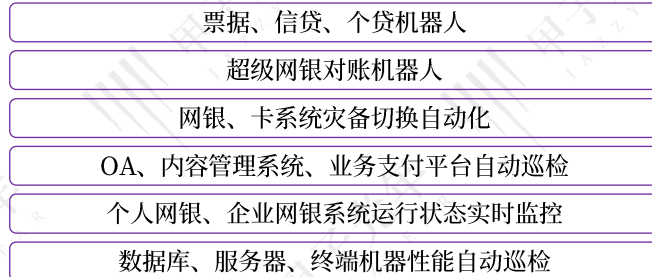 票据、信贷、个贷机器人
超级网银对账机器人
网银、卡系统灾备切换自动化
OA、内容管理系统、业务支付平台自动巡检
个人网银、企业网银系统运行状态实时监控
数据库、服务器、终端机器性能自动巡检